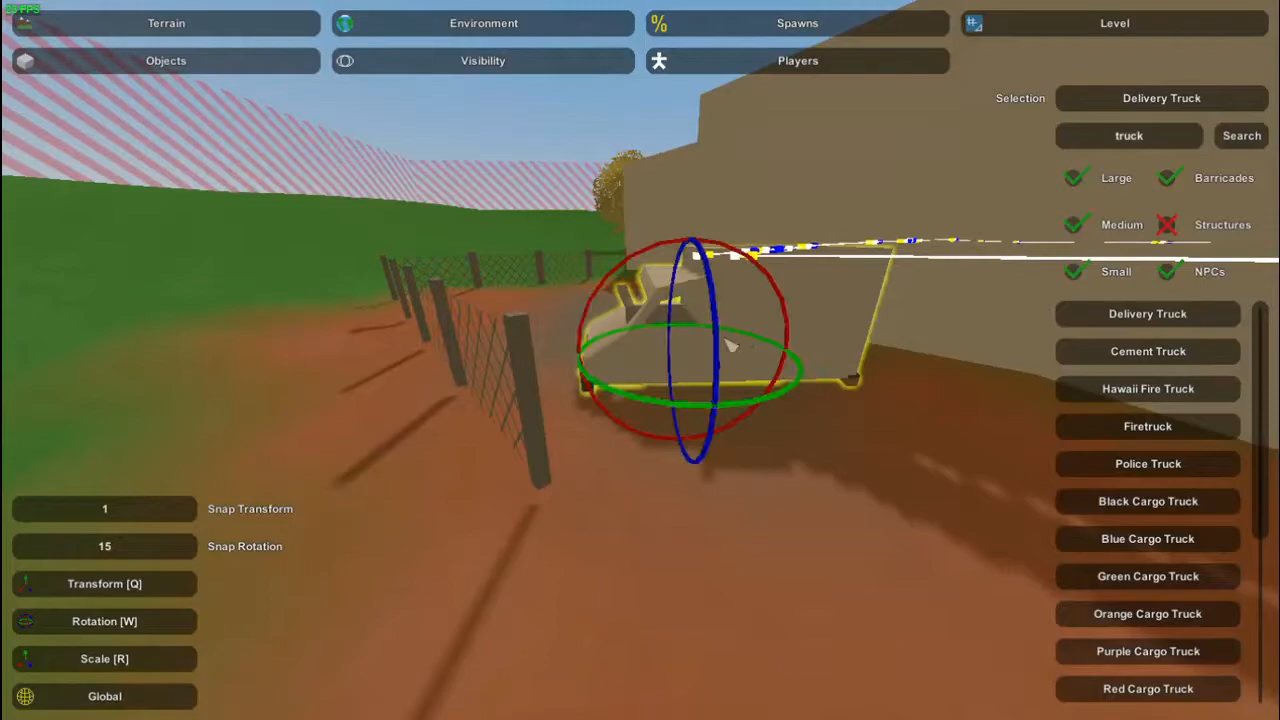 23 FPS
Terrain
Environment
Spawns
Level
Objects
Visibility
Players
Selection
Delivery Truck
truck
Search
Large
Barricades
Medium
Structures
Small
NPCs
Delivery Truck
Cement Truck
Hawaii Fire Truck
Firetruck
Police Truck
Black Cargo Truck
Blue Cargo Truck
Green Cargo Truck
Orange Cargo Truck
Purple Cargo Truck
Red Cargo Truck
1
Snap Transform
15
Snap Rotation
Transform [Q]
Rotation [W]
Scale [R]
Global